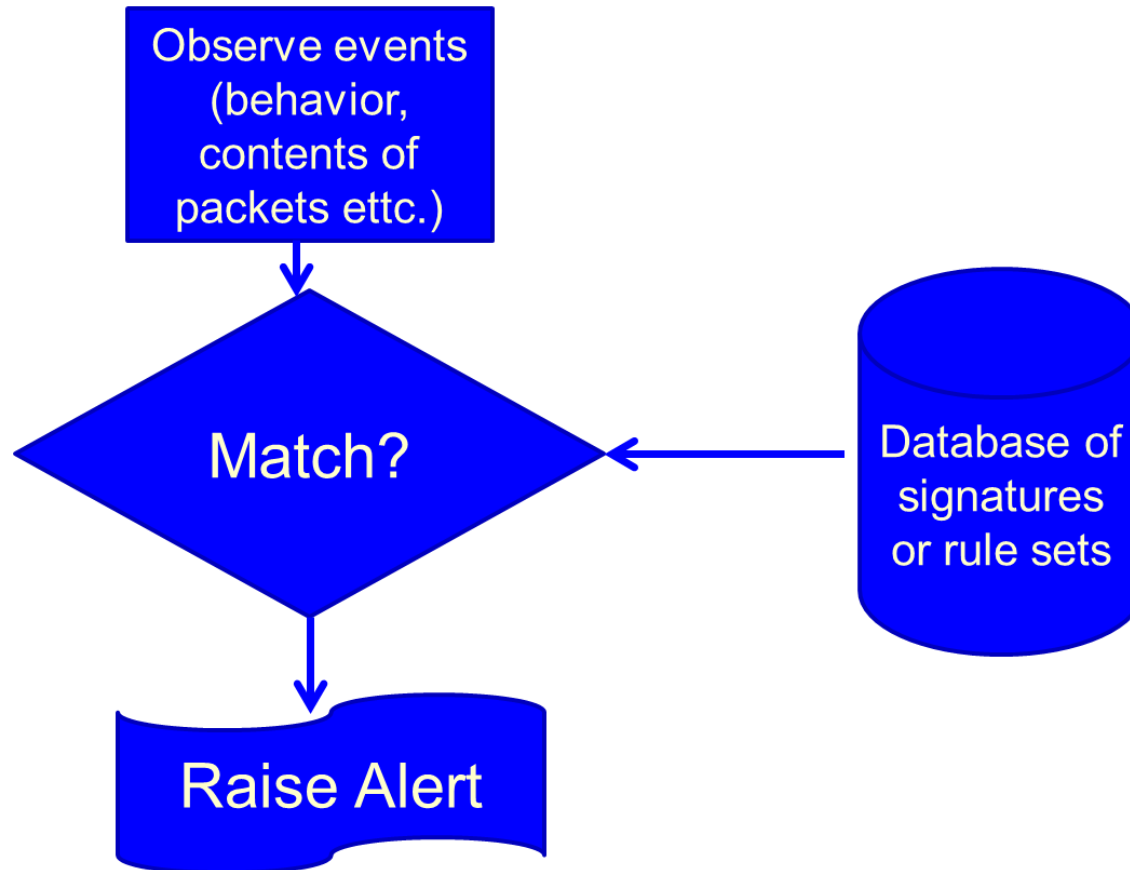 Observe events
(behavior,
contents of
packets ettc.)
Match?
Database of
signatures
or rule sets
Raise Alert